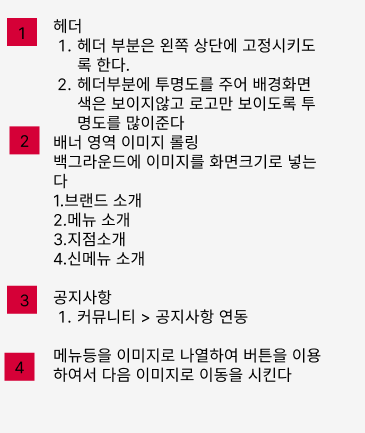 1
헤더
1. 헤더 부분은 왼쪽 상단에 고정시키도
록 한다.
2. 헤더부분에 투명도를 주어 배경화면
색은 보이지않고 로고만 보이도록 투
명도를 많이준다
2
배너 영역 이미지 롤링
백그라운드에 이미지를 화면크기로 넣는
다
1.브랜드 소개
2.메뉴 소개
3.지점소개
4.신메뉴 소개
3
공지사항
1. 커뮤니티 > 공지사항 연동
4
메뉴등을 이미지로 나열하여 버튼을 이용
하여서 다음 이미지로 이동을 시킨다